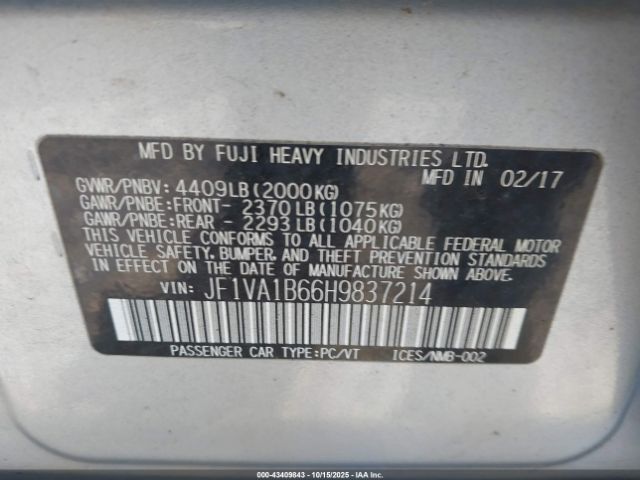 MFD BY FUJI HEAVY INDUSTRIES LTD.
MFD IN 02/17
GVWR/PNBV: 4409LB(2000KG)
GAWR/PNBE:FRONT- 2370LB(1075KG)
GAWR/PNBE:REAR - 2293LB(1040KG)
THIS VEHICLE CONFORMS TO ALL APPLICABLE FEDERAL MOTOR
VEHICLE SAFETY, BUMPER, AND THEFT PREVENTION STANDARDS
IN EFFECT ON THE DATE OF MANUFACTURE SHOWN ABOVE.
VIN: JF1VA1B66H9837214
PASSENGER CAR TYPE:PC/VT ICES/NMB-002
000-43409843 - 10/15/2025 - IAAI.COM